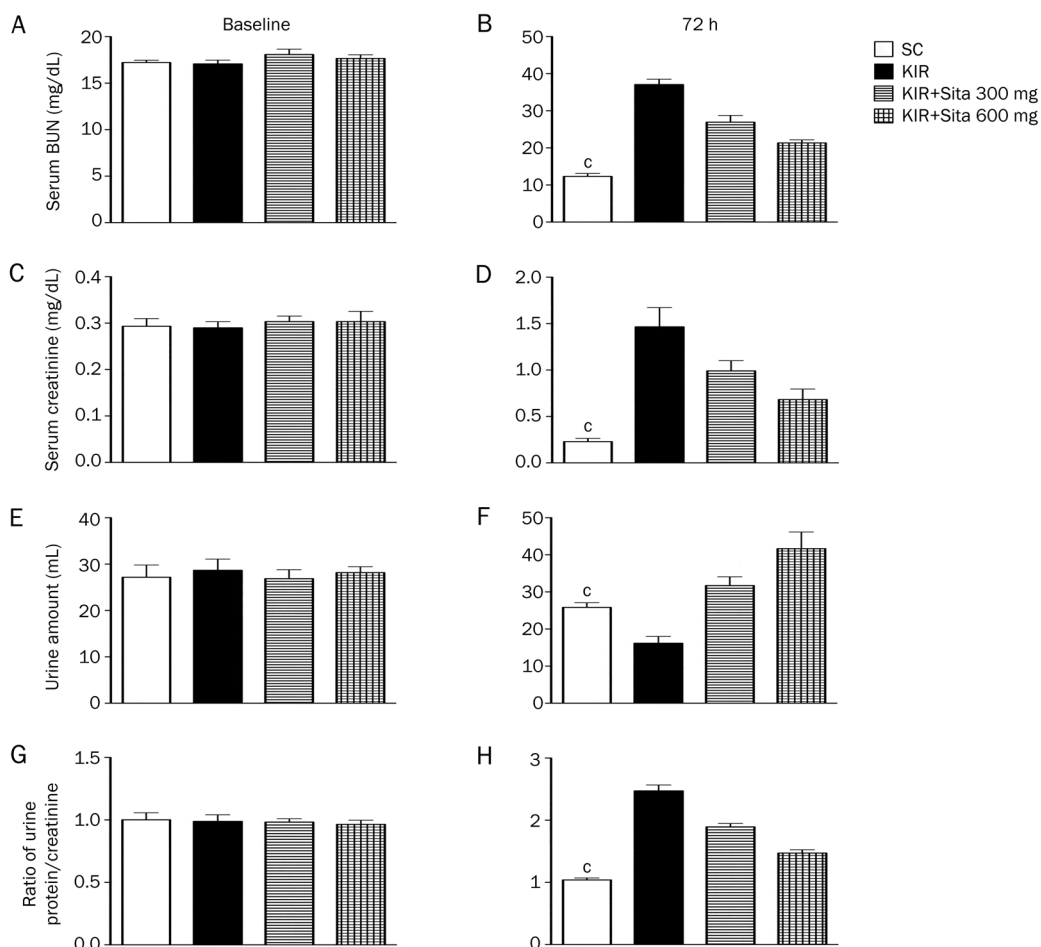 Baseline
72 h
SC
KIR
KIR+Sita 300 mg
KIR+Sita 600 mg
A
Serum BUN (mg/dL)
20
15
10
5
0
B
50
40
30
20
10
0
c
C
Serum creatinine (mg/dL)
0.4
0.3
0.2
0.1
0.0
D
2.0
1.5
1.0
0.5
0.0
c
E
Urine amount (mL)
40
30
20
10
0
F
50
40
30
20
10
0
c
G
Ratio of urine
protein/creatinine
1.5
1.0
0.5
0.0
H
3
2
1
0
c